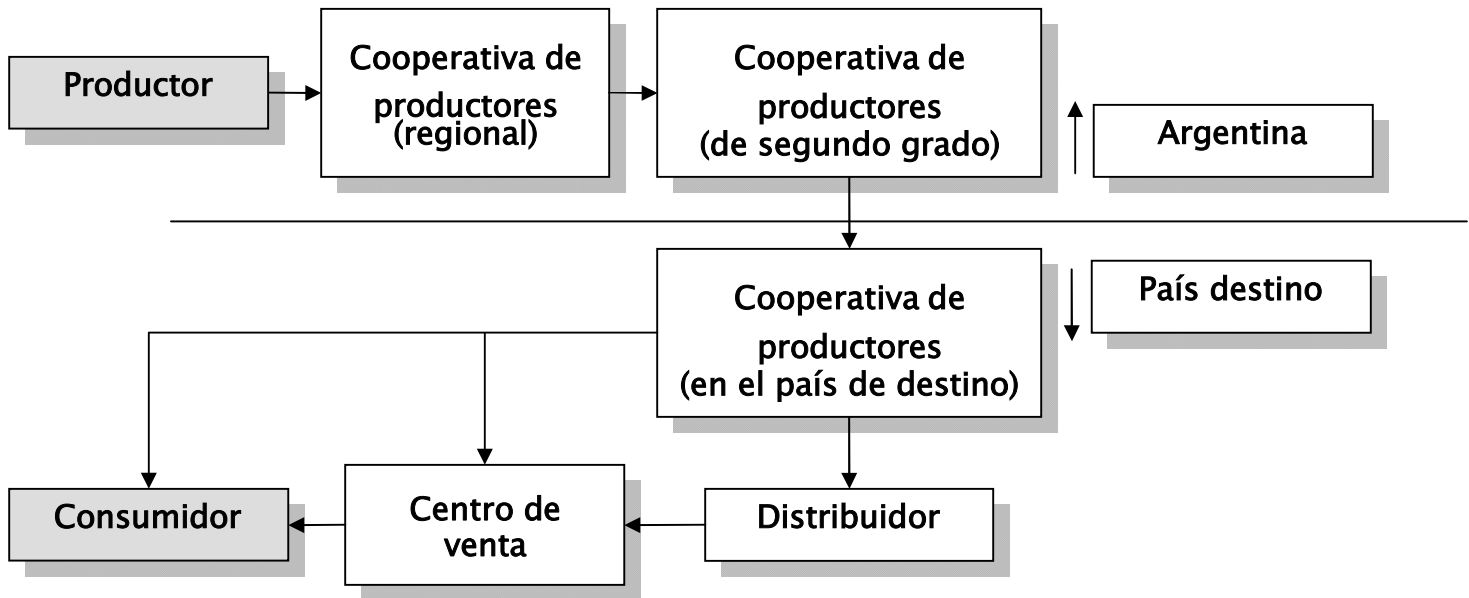 Productor
Cooperativa de
productores
(regional)
Cooperativa de
productores
(de segundo grado)
Argentina
Cooperativa de
productores
(en el país de destino)
País destino
Consumidor
Centro de
venta
Distribuidor